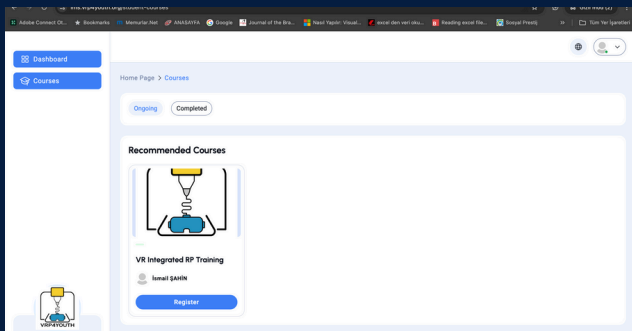 Adobe Connect Ot...
Bookmarks
Memurlar.Net
ANASAYFA
Google
Journal of the Bra...
Nasıl Yapılır: Visual...
excel den veri oku...
Reading excel file...
Sosyal Prestij
Tüm Yer İşaretleri
Dashboard
Courses
Home Page > Courses
Ongoing
Completed
Recommended Courses
VR Integrated RP Training
İsmail ŞAHİN
Register
VRP4YOUTH